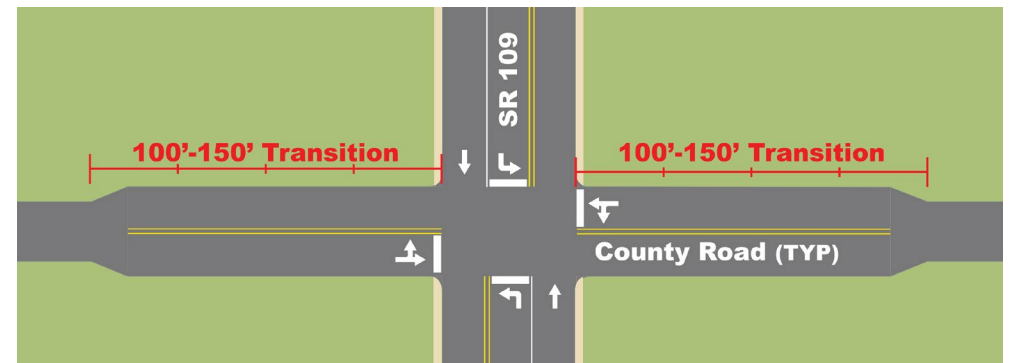 SR 109
100’-150’ Transition
100’-150’ Transition
County Road (TYP)